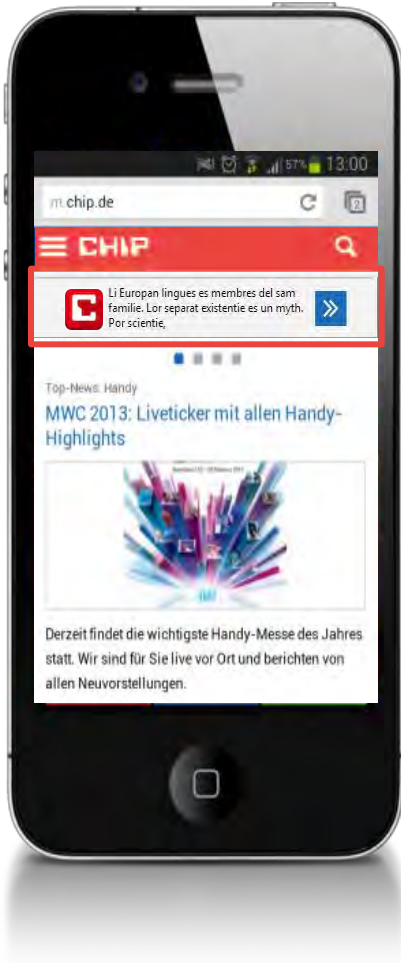 57% 13:00
m.chip.de
2
CHIP
Li Europan lingues es membres del sam
familie. Lor separat existentie es un myth.
Por scientie,
Top-News: Handy
MWC 2013: Liveticker mit allen Handy-
Highlights
Derzeit findet die wichtigste Handy-Messe des Jahres
statt. Wir sind für Sie live vor Ort und berichten von
allen Neuvorstellungen.